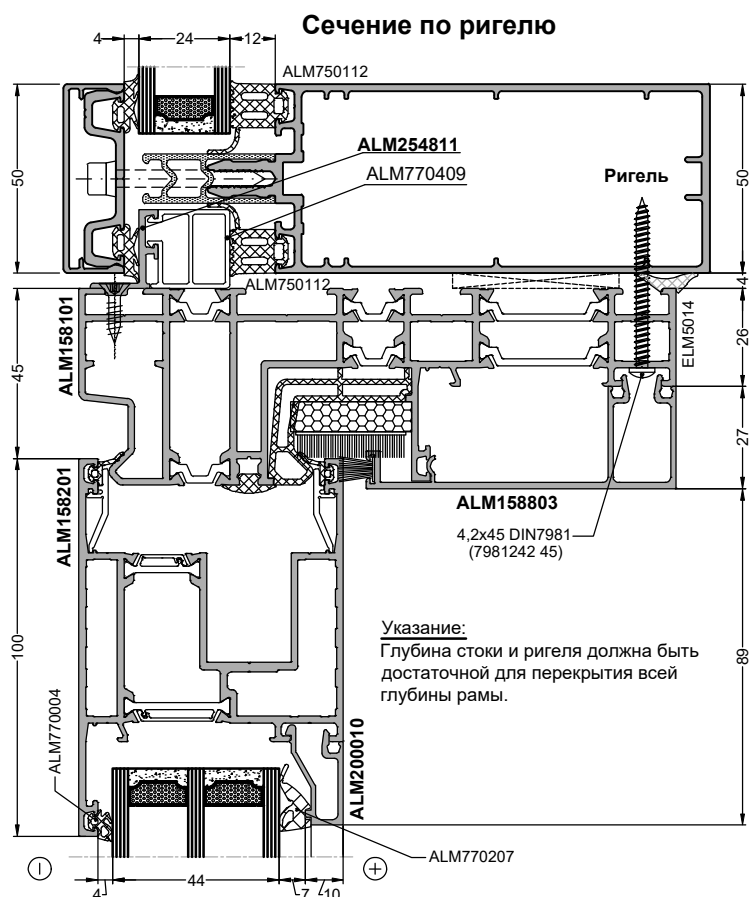 Сечение по ригелю
4
24
12
ALM750112
ALM254811
ALM770409
Ригель
50
50
ALM750112
4
ALM158101
45
ELM5014
26
27
ALM158201
ALM158803
4,2x45 DIN7981
(7981242 45)
Указание:
Глубина стоки и ригеля должна быть
достаточной для перекрытия всей
глубины рамы.
100
89
ALM770004
ALM200010
ALM770207
4
44
7
10